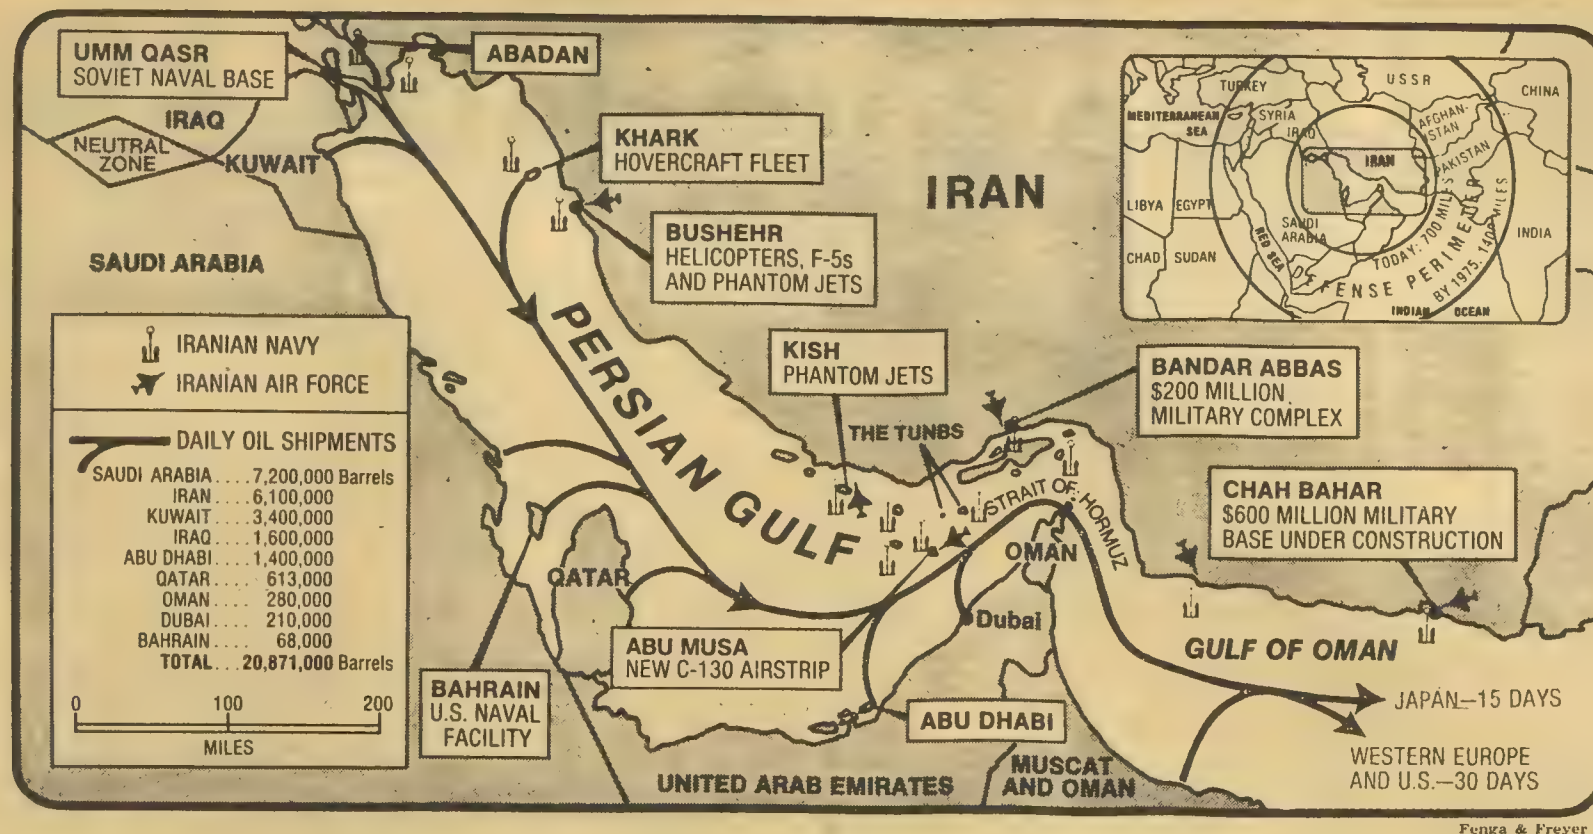 UMM QASR
SOVIET NAVAL BASE
ABADAN
IRAQ
NEUTRAL
ZONE
KUWAIT
KHARK
HOVERCRAFT FLEET
IRAN
BUSHEHR
HELICOPTERS, F-5s
AND PHANTOM JETS
SAUDI ARABIA
TURKEY
USSR
CHINA
MEDITERRANEAN
SEA
SYRIA
IRAQ
AFGHAN-
ISTAN
IRAN
PAKISTAN
LIBYA
EGYPT
SAUDI
ARABIA
RED SEA
INDIA
CHAD
SUDAN
TODAY: 700 MILES
DEFENSE PERIMETER
BY 1975, 1400 MILES
INDIAN OCEAN
IRANIAN NAVY
IRANIAN AIR FORCE
DAILY OIL SHIPMENTS
SAUDI ARABIA .... 7,200,000 Barrels
IRAN .... 6,100,000
KUWAIT .... 3,400,000
IRAQ .... 1,600,000
ABU DHABI .... 1,400,000
QATAR .... 613,000
OMAN .... 280,000
DUBAI .... 210,000
BAHRAIN .... 68,000
TOTAL ... 20,871,000 Barrels
0 100 200
MILES
PERSIAN GULF
KISH
PHANTOM JETS
THE TUNBS
BANDAR ABBAS
$200 MILLION
MILITARY COMPLEX
STRAIT OF HORMUZ
CHAH BAHAR
$600 MILLION MILITARY
BASE UNDER CONSTRUCTION
OMAN
QATAR
Dubai
ABU MUSA
NEW C-130 AIRSTRIP
GULF OF OMAN
BAHRAIN
U.S. NAVAL
FACILITY
ABU DHABI
JAPAN—15 DAYS
WESTERN EUROPE
AND U.S.—30 DAYS
UNITED ARAB EMIRATES
MUSCAT
AND OMAN
Fenga & Freyer